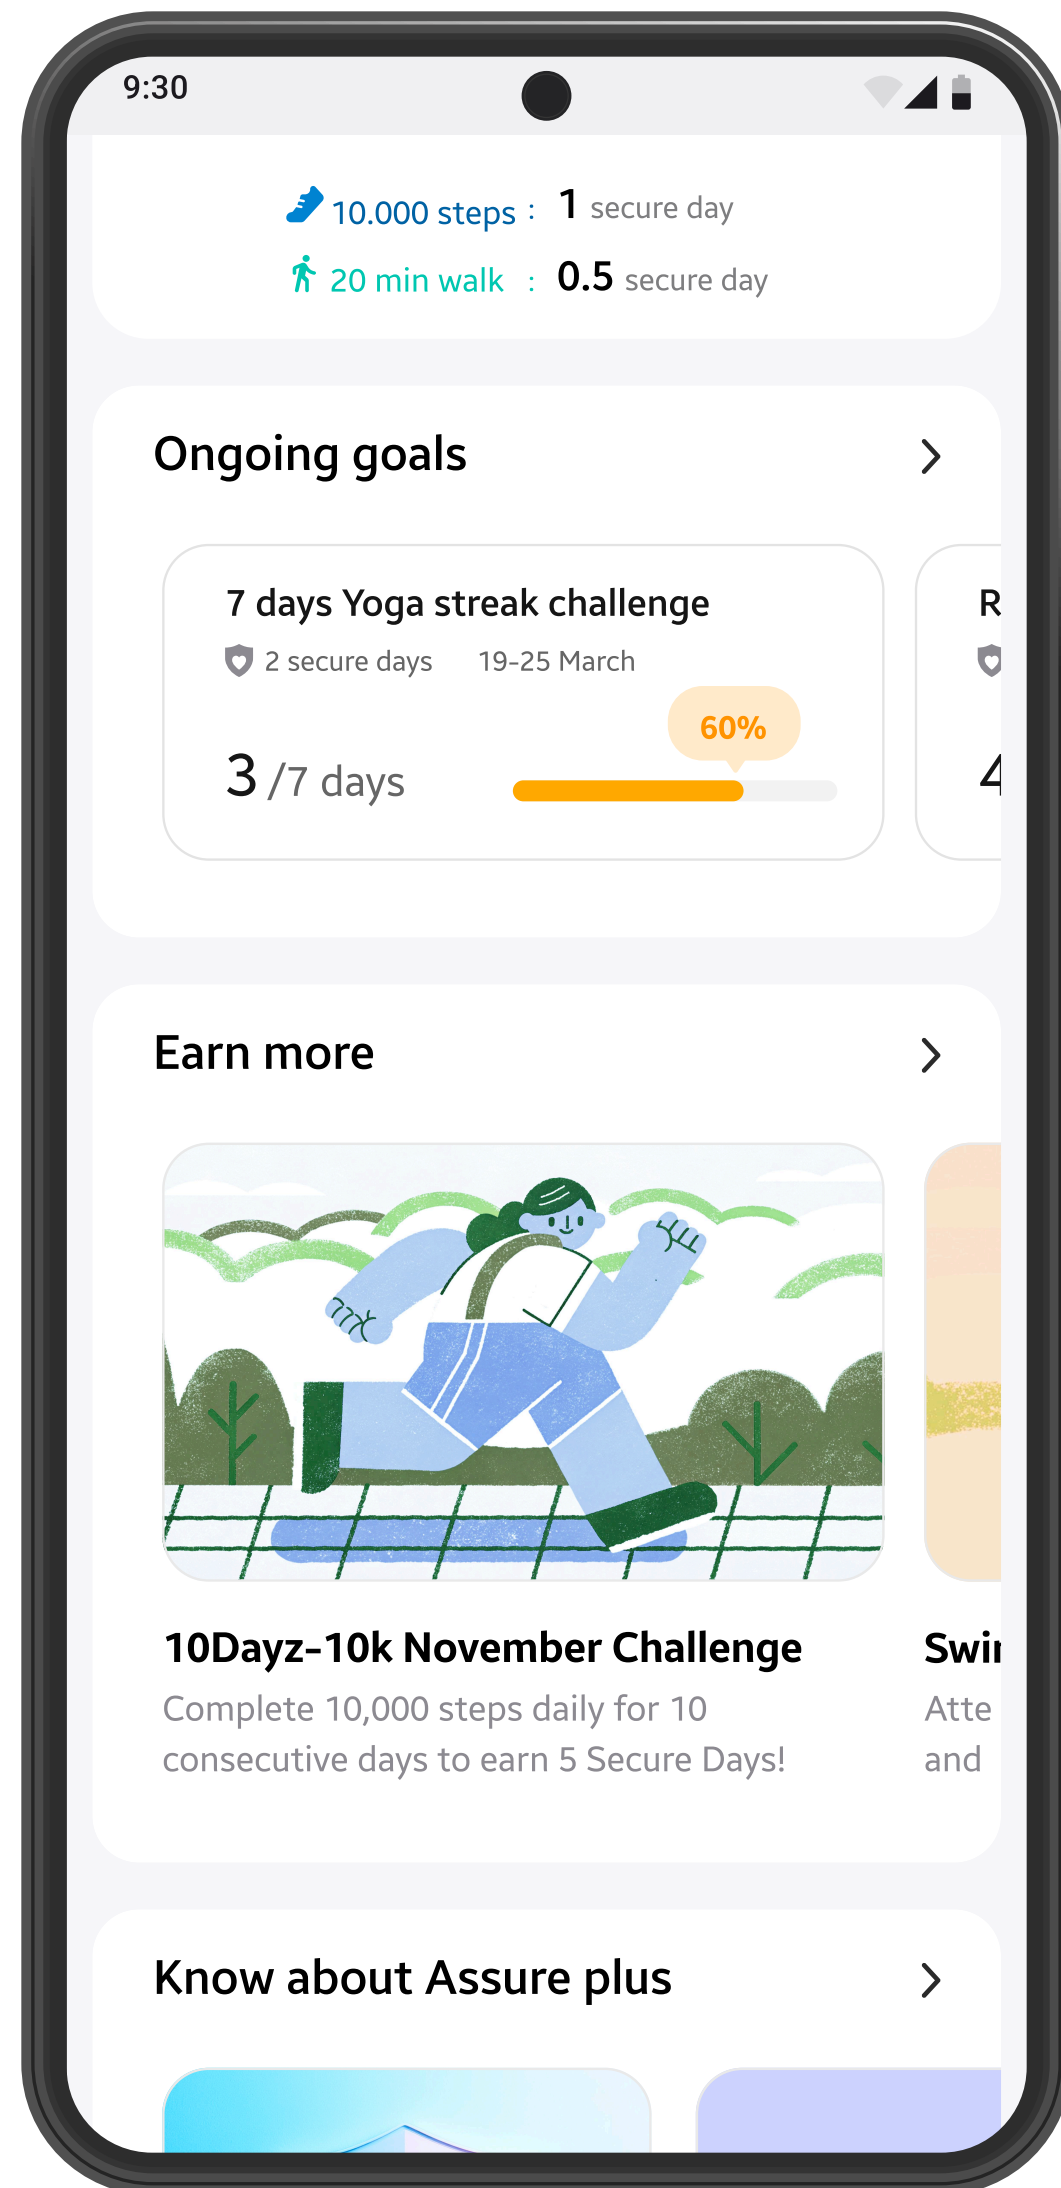 9:30
10.000 steps : 1 secure day
20 min walk : 0.5 secure day
Ongoing goals
7 days Yoga streak challenge
2 secure days 19-25 March
60%
3 /7 days
Earn more
10Dayz-10k November Challenge
Complete 10,000 steps daily for 10
consecutive days to earn 5 Secure Days!
and
Know about Assure plus